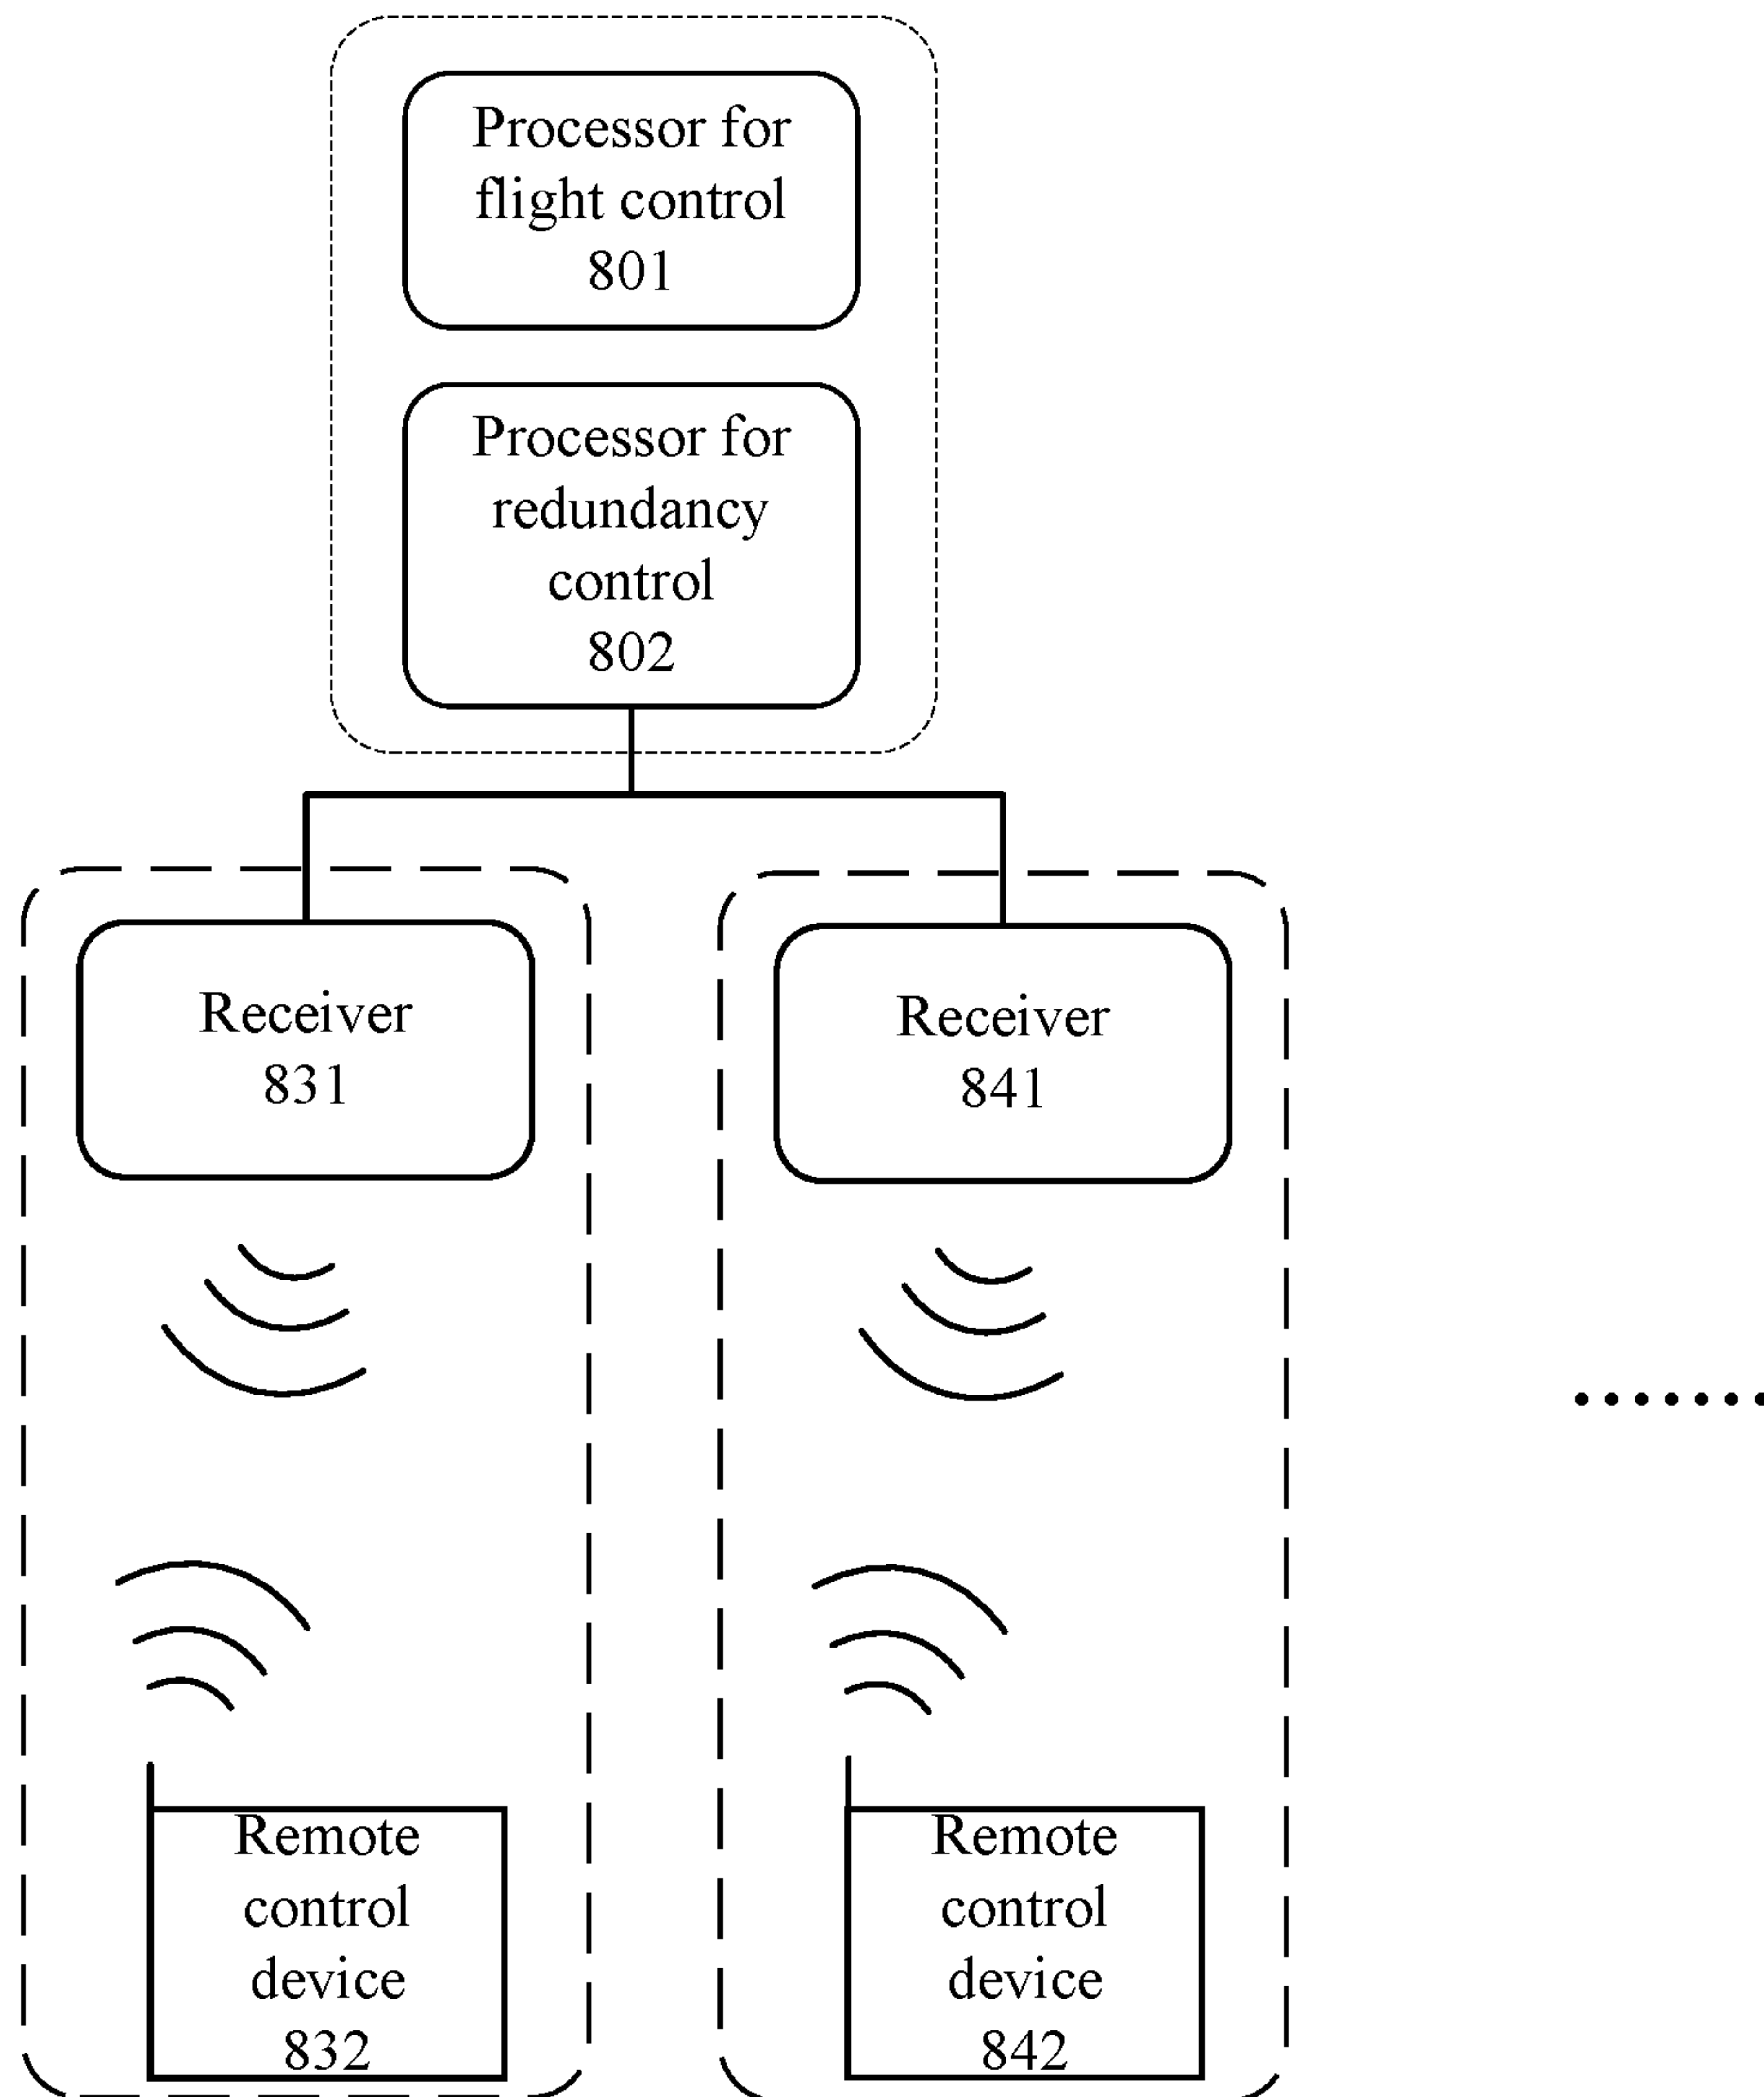 Processor for
flight control
801
Processor for
redundancy
control
802
Receiver
831
Receiver
841
Remote
control
device
832
Remote
control
device
842